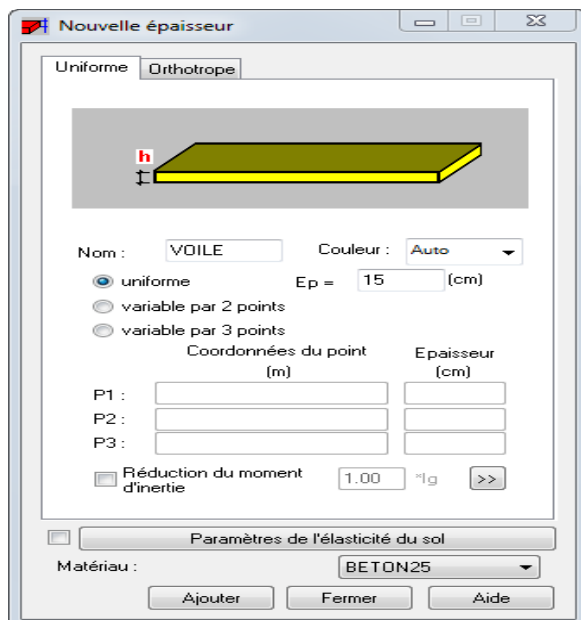 Nouvelle épaisseur
Uniforme Orthotrope
h
Nom : VOILE Couleur : Auto
uniforme Ep = 15 (cm)
variable par 2 points
variable par 3 points
Coordonnées du point Epaisseur
(m) (cm)
P1 :
P2 :
P3 :
Réduction du moment d'inertie 1.00 *Ig >>
Paramètres de l'élasticité du sol
Matériau : BETON25
Ajouter Fermer Aide